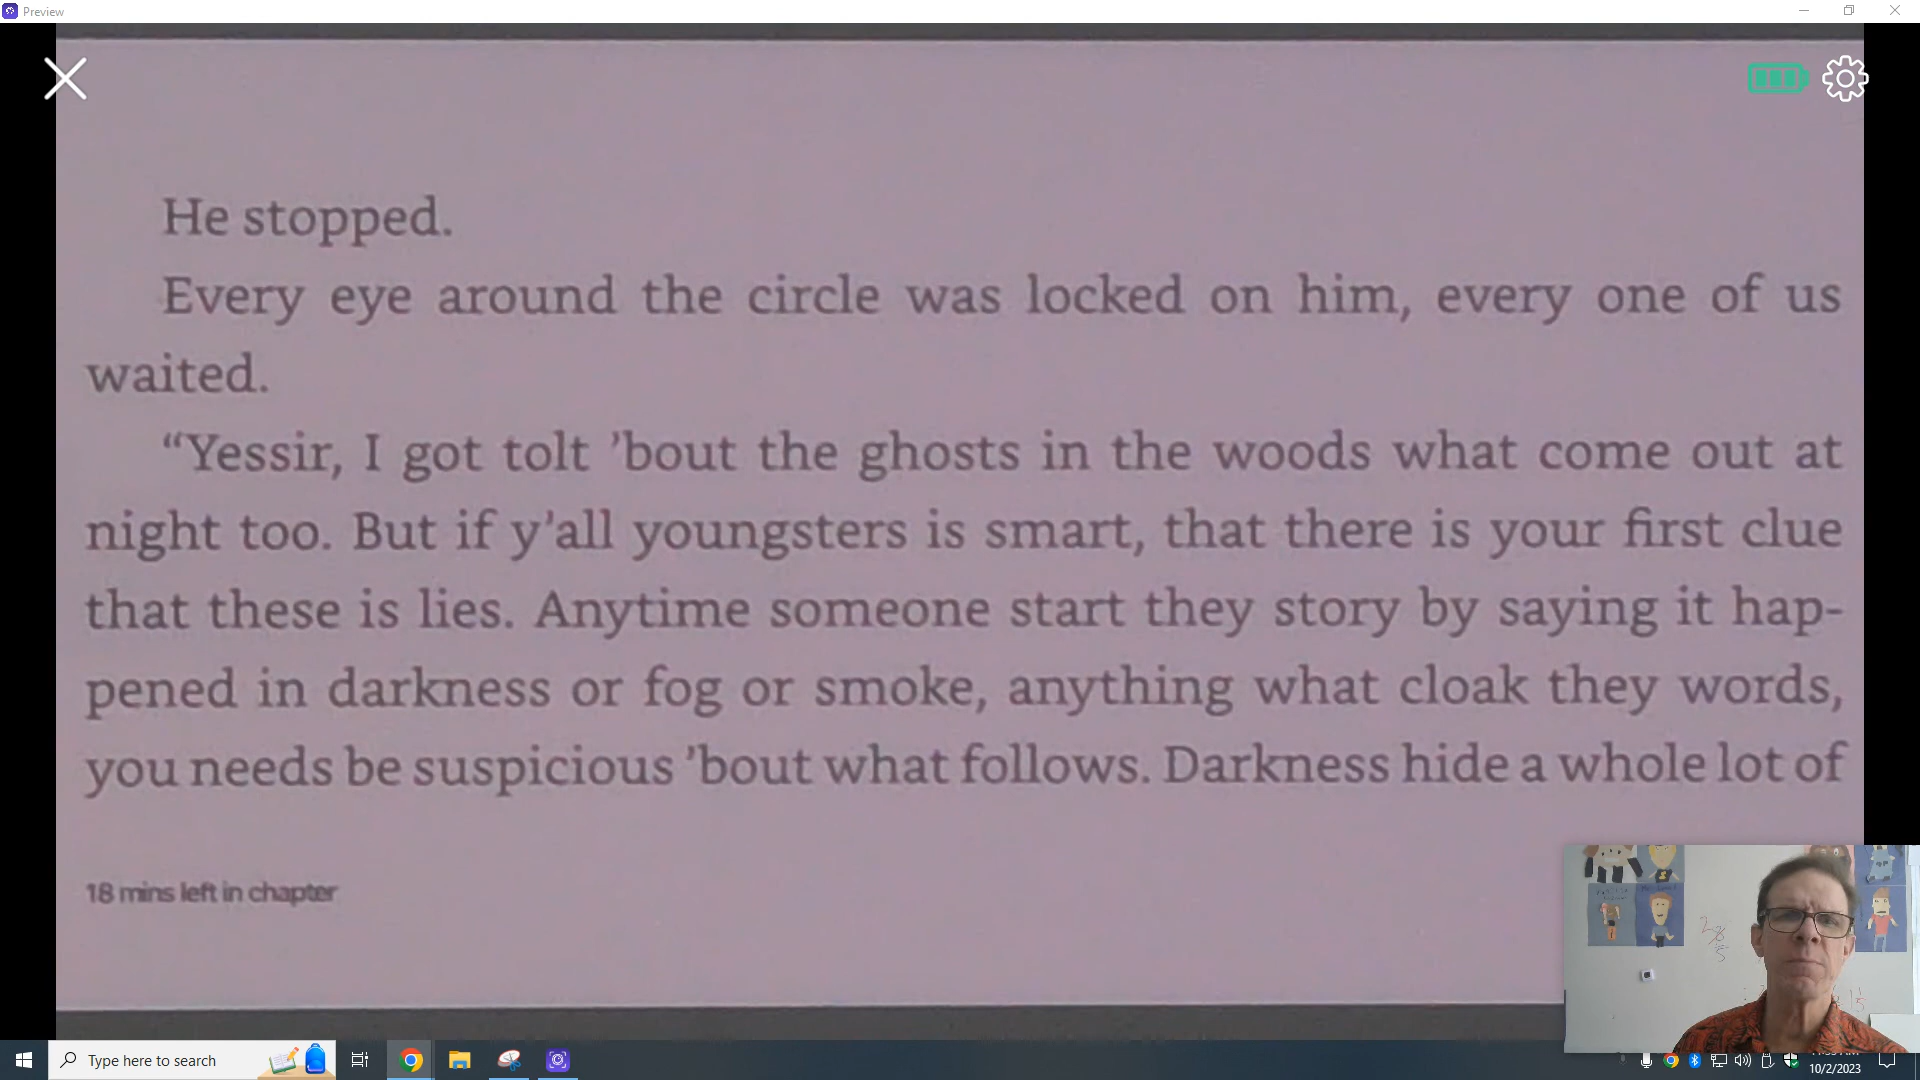 Preview
He stopped.
Every eye around the circle was locked on him, every one of us
waited.
“Yessir, I got tolt ’bout the ghosts in the woods what come out at
night too. But if y’all youngsters is smart, that there is your first clue
that these is lies. Anytime someone start they story by saying it hap-
pened in darkness or fog or smoke, anything what cloak they words,
you needs be suspicious ’bout what follows. Darkness hide a whole lot of
18 mins left in chapter
Type here to search
10/2/2023